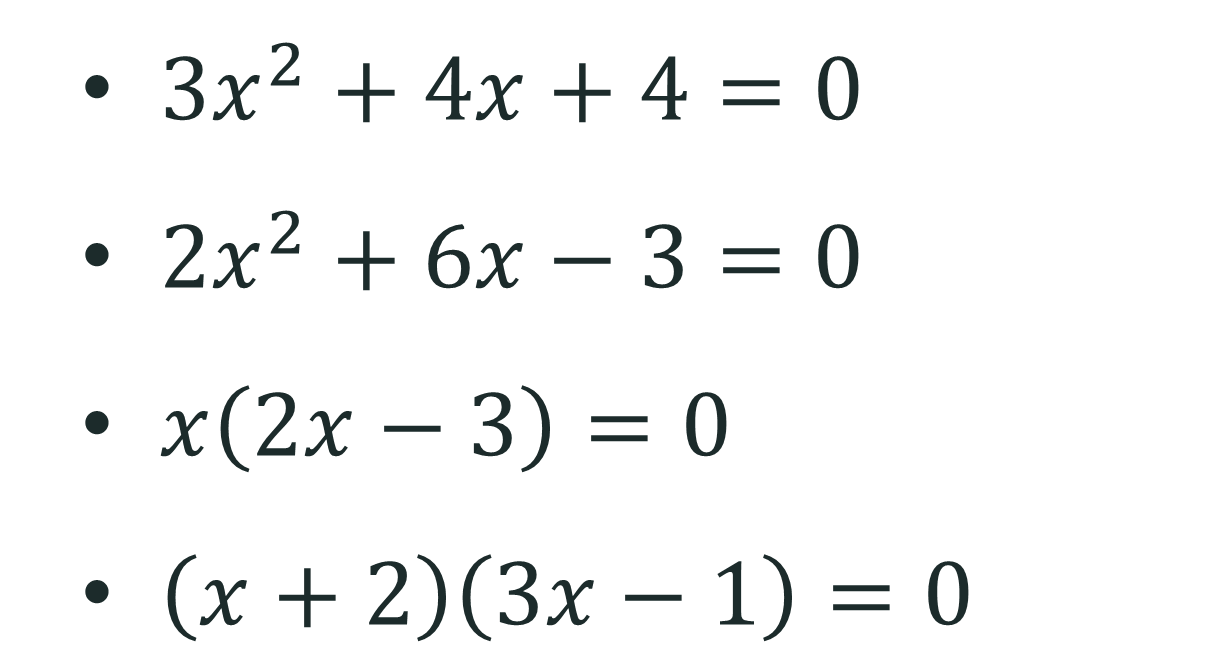 • 3x² + 4x + 4 = 0
• 2x² + 6x − 3 = 0
• x(2x − 3) = 0
• (x + 2)(3x − 1) = 0